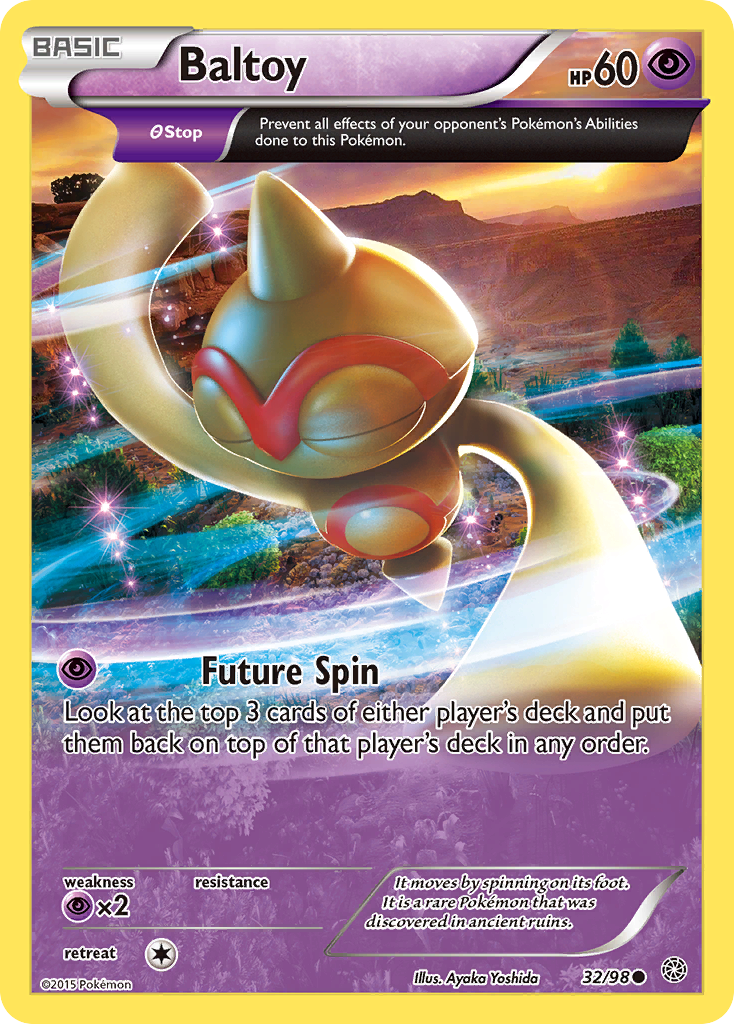 BASIC
Baltoy
HP60
θStop
Prevent all effects of your opponent's Pokémon's Abilities
done to this Pokémon.
Future Spin
Look at the top 3 cards of either player's deck and put
them back on top of that player's deck in any order.
weakness
resistance
×2
retreat
It moves by spinning on its foot.
It is a rare Pokémon that was
discovered in ancient ruins.
©2015 Pokémon
Illus. Ayaka Yoshida
32/98